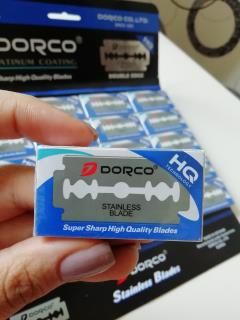 DORCO CO., LTD.
DORCO
PLATINUM COATING
Super Sharp High Quality Blades
DOUBLE EDGE
DORCO
STAINLESS
BLADE
HQ
TECHNOLOGY
Super Sharp High Quality Blades
DORCO
Stainless Blades